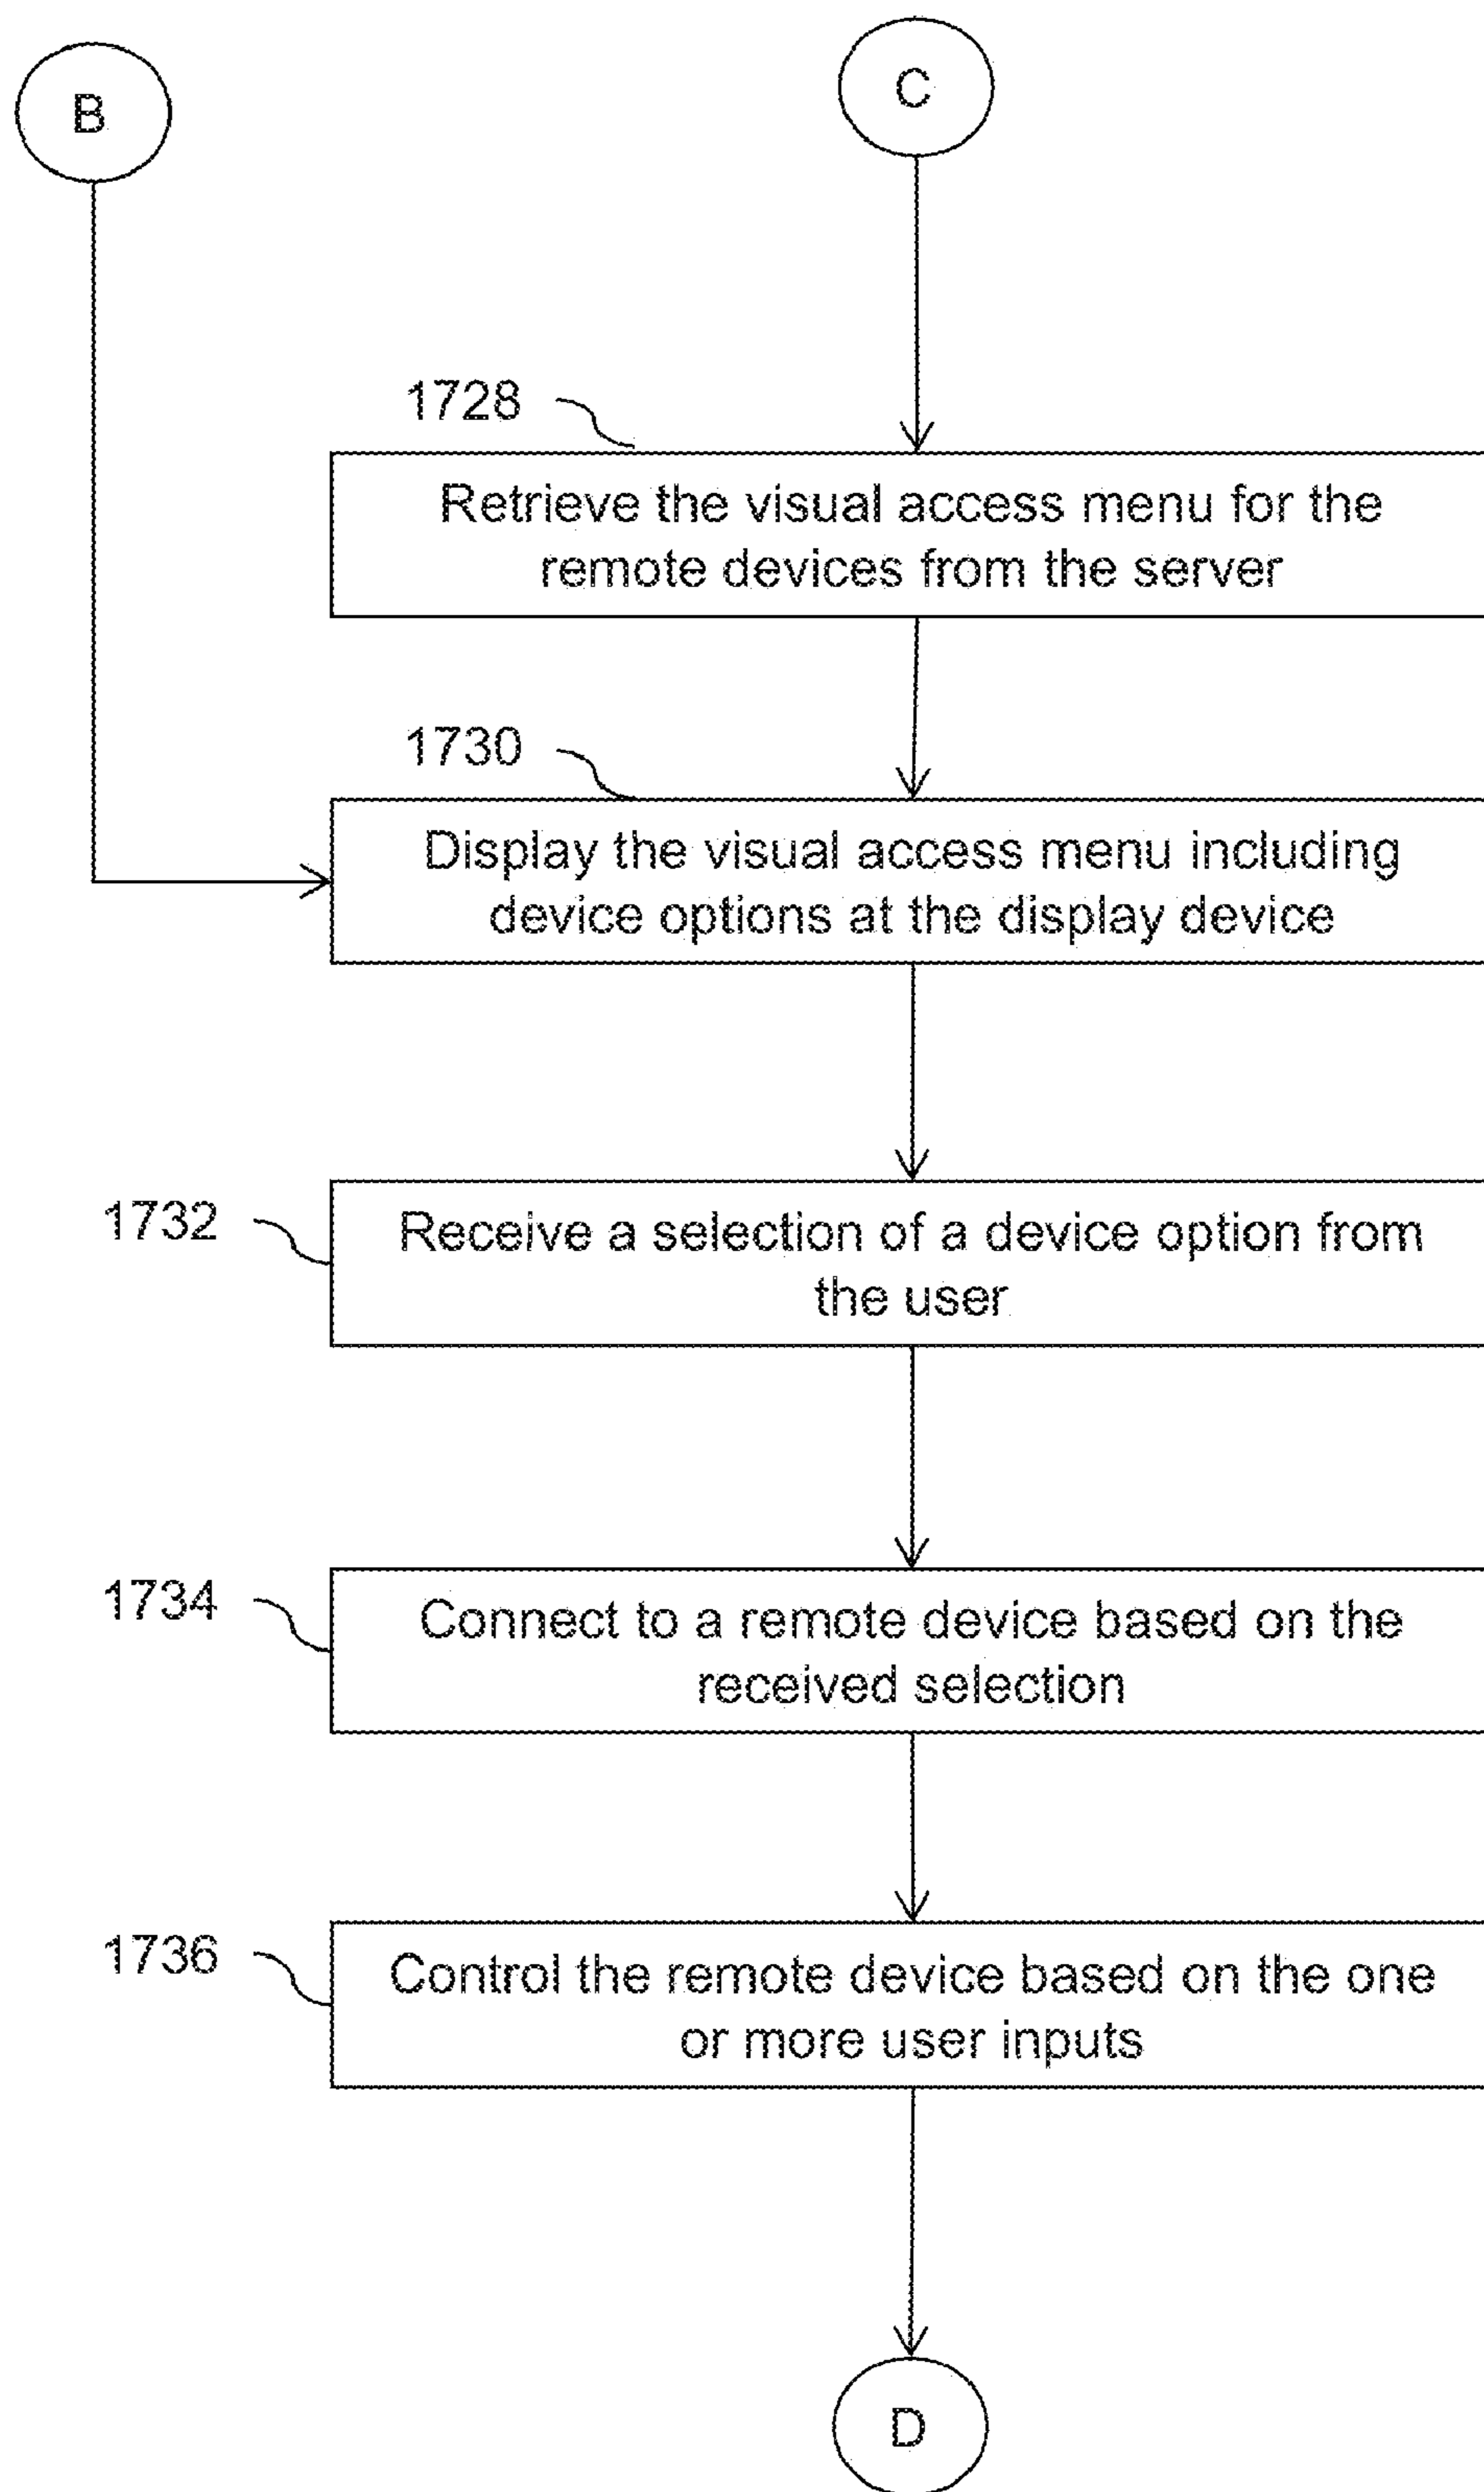 B
C
1728
Retrieve the visual access menu for the
remote devices from the server
1730
Display the visual access menu including
device options at the display device
1732
Receive a selection of a device option from
the user
1734
Connect to a remote device based on the
received selection
1736
Control the remote device based on the one
or more user inputs
D